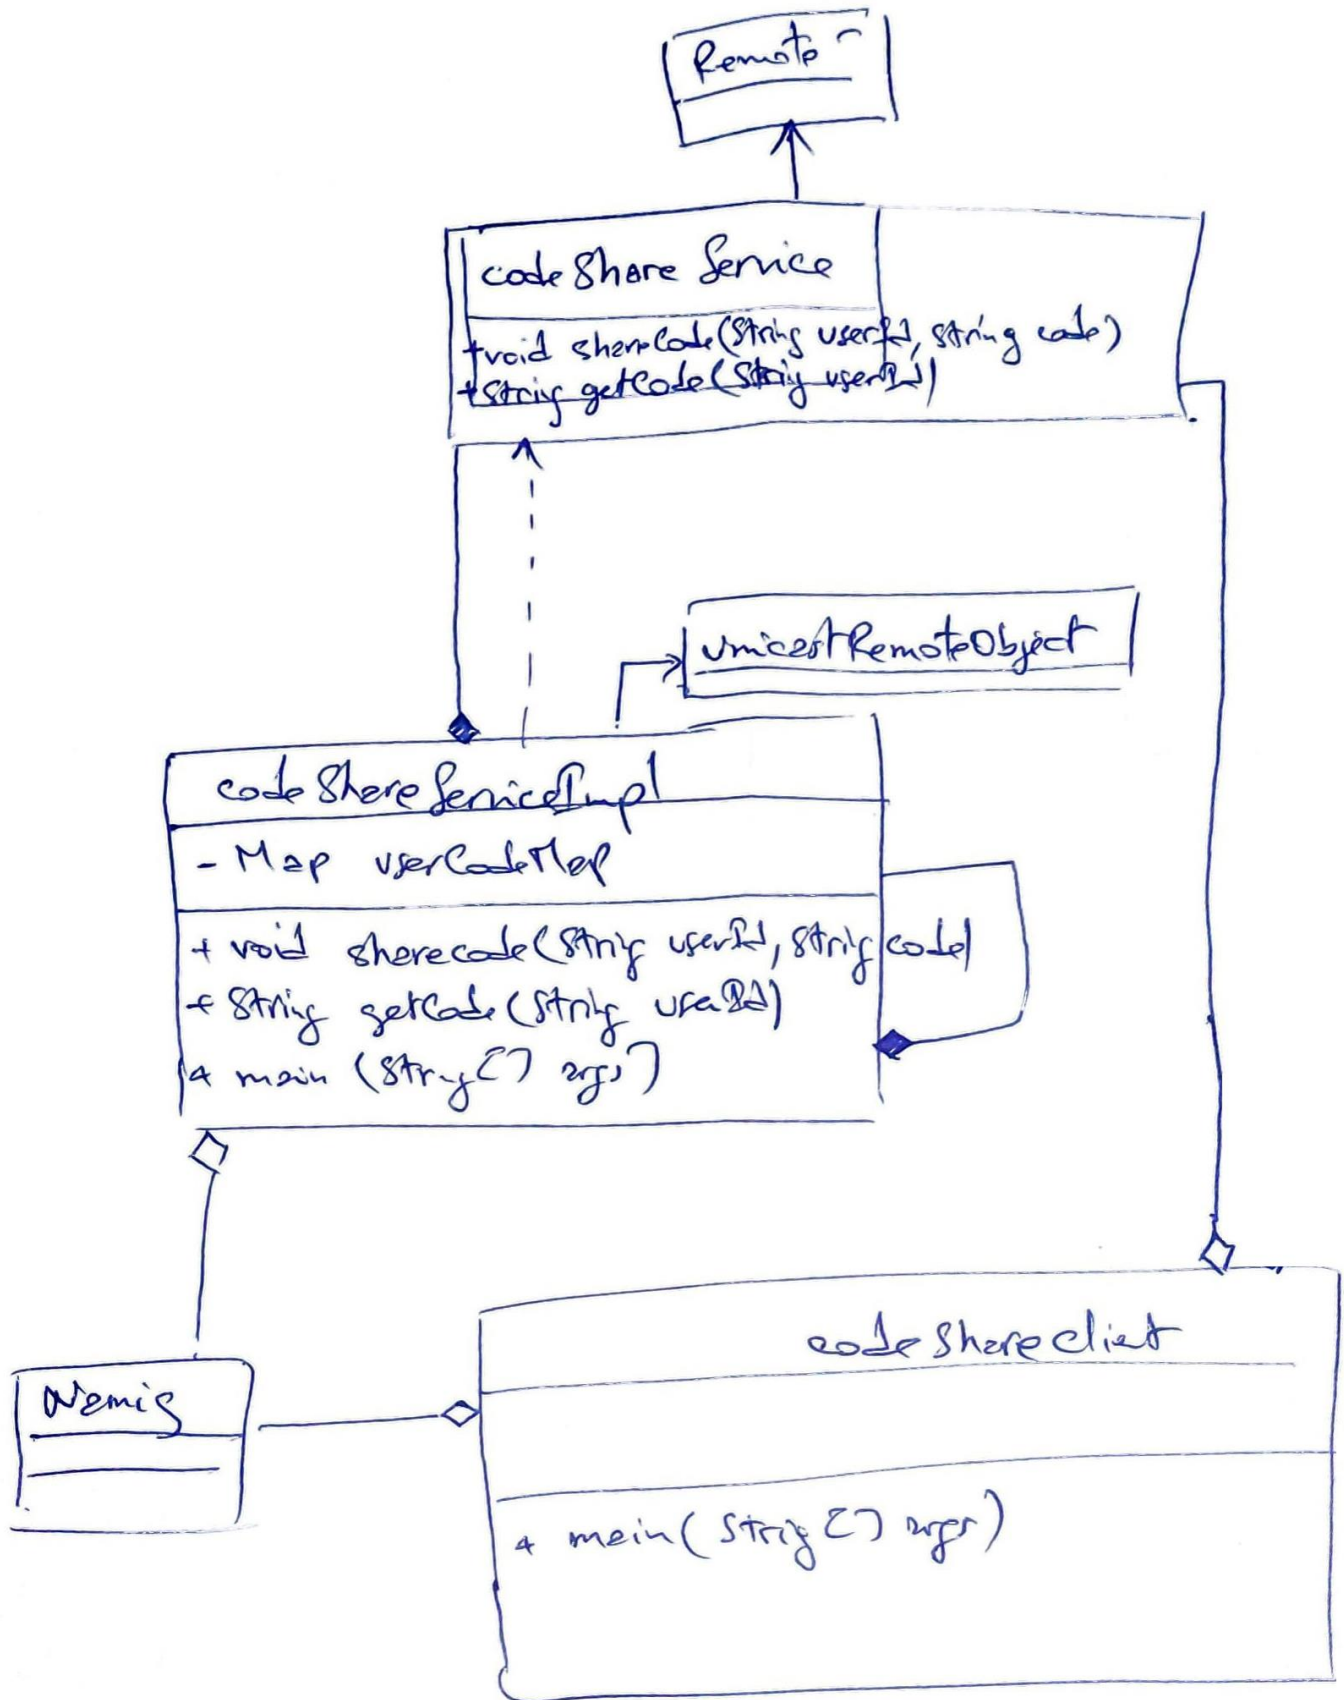 Remote
codeShare Service
+void shareCode(String userId, string code)
+String getCode(String userId)
UnicastRemoteObject
codeShareServiceImpl
- Map userCodeMap
+ void sharecode(String userId, String code)
+ String getCode(String userId)
+ main (String[] args)
codeShareclient
Naming
+ main(String[] args)